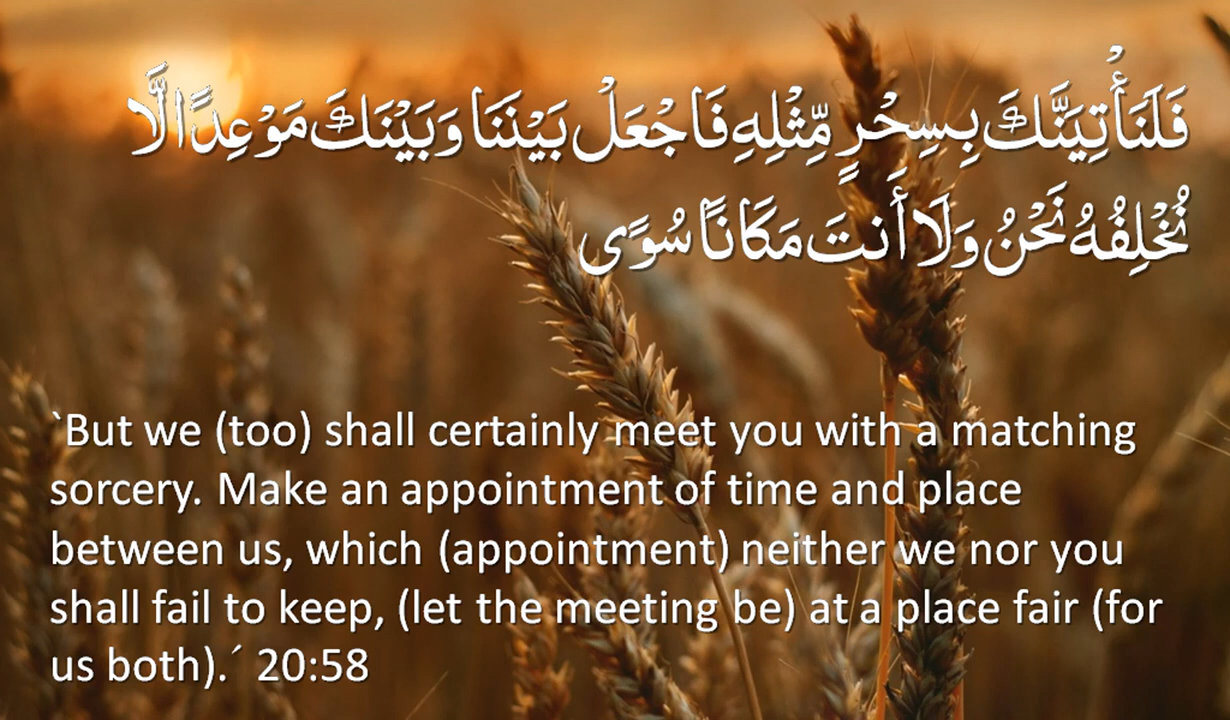 فَلَنَأْتِيَنَّكَ بِسِحْرٍ مِّثْلِهِ فَاجْعَلْ بَيْنَنَا وَبَيْنَكَ مَوْعِدًا لَّا
نُخْلِفُهُ نَحْنُ وَلَا أَنتَ مَكَانًا سُوًى
`But we (too) shall certainly meet you with a matching
sorcery. Make an appointment of time and place
between us, which (appointment) neither we nor you
shall fail to keep, (let the meeting be) at a place fair (for
us both).´ 20:58